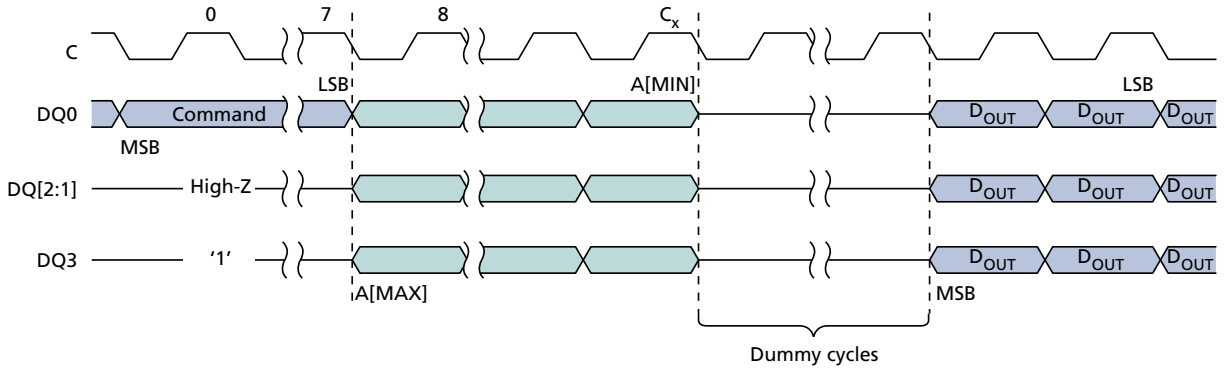 0 7 8 Cx
C
LSB A[MIN] LSB
DQ0 Command DOUT DOUT DOUT
MSB
DQ[2:1] High-Z DOUT DOUT DOUT
DQ3 '1' DOUT DOUT DOUT
A[MAX] MSB
Dummy cycles